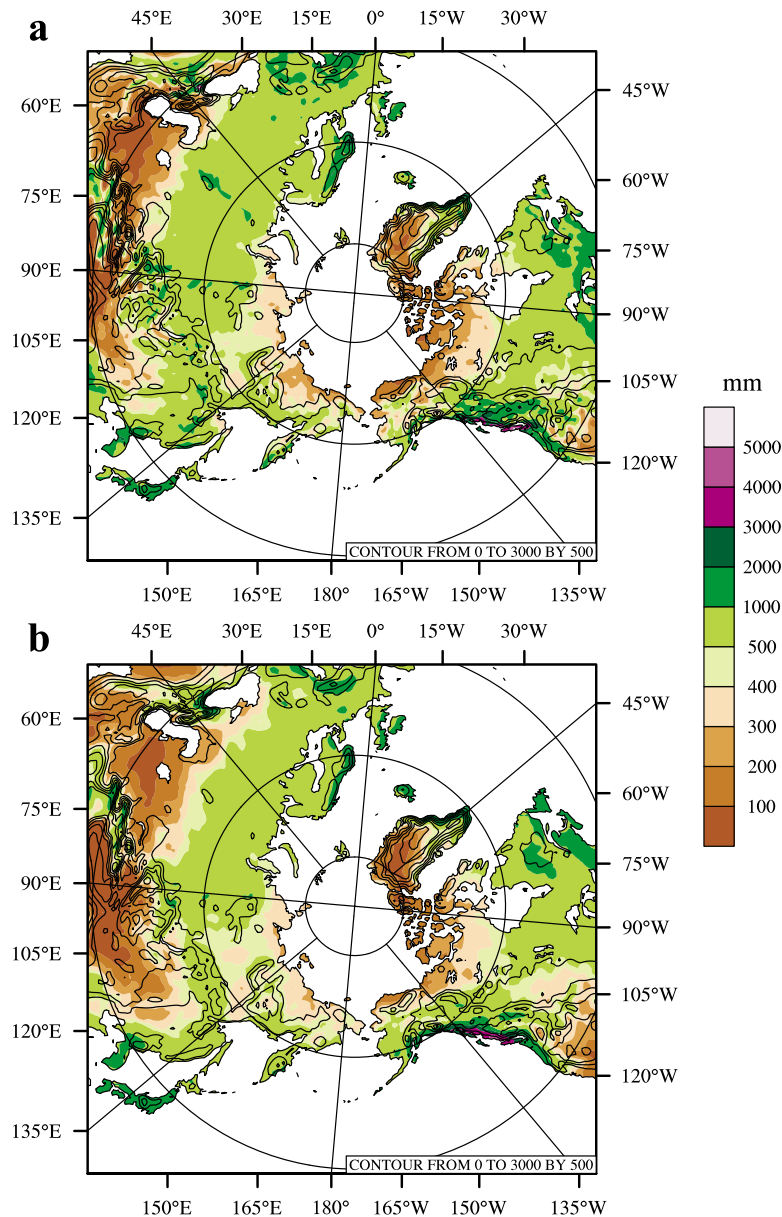 45°E 30°E 15°E 0° 15°W 30°W
a
60°E
75°E
90°E
105°E
120°E
135°E
45°W
60°W
75°W
90°W
105°W
120°W
CONTOUR FROM 0 TO 3000 BY 500
150°E 165°E 180° 165°W 150°W 135°W
mm
5000
4000
3000
2000
1000
500
400
300
200
100
b
45°E 30°E 15°E 0° 15°W 30°W
60°E
75°E
90°E
105°E
120°E
135°E
45°W
60°W
75°W
90°W
105°W
120°W
CONTOUR FROM 0 TO 3000 BY 500
150°E 165°E 180° 165°W 150°W 135°W